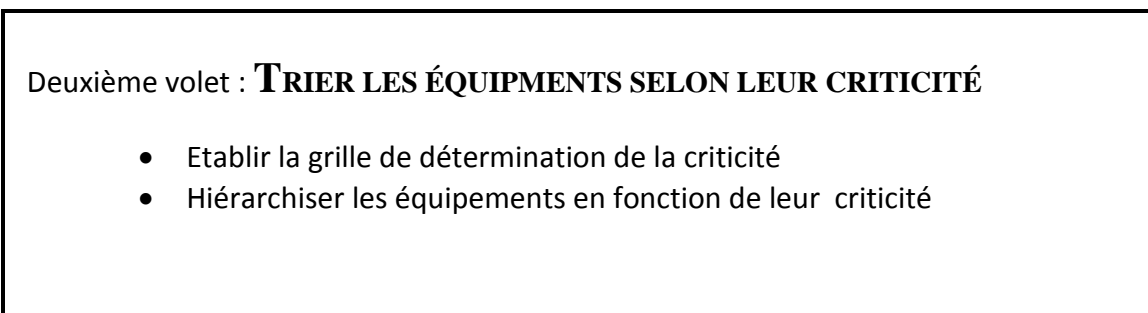 Deuxième volet : TRIER LES ÉQUIPMENTS SELON LEUR CRITICITÉ
• Etablir la grille de détermination de la criticité
• Hiérarchiser les équipements en fonction de leur criticité